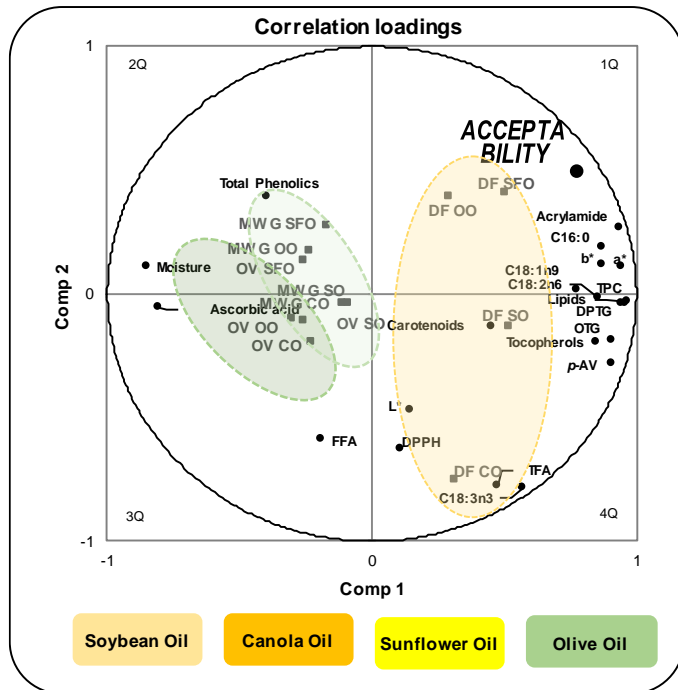 Correlation loadings
1
2Q
1Q
ACCEPTA
BILITY
Total Phenolics
DF SFO
DF OO
MW G SFO
Acrylamide
C16:0
MW G OO
b*
a*
Moisture
OV SFO
C18:1n9
MW G SO
C18:2n6
TPC
Comp 2
0
Ascorbic acid
MW G CO
Lipids
DPTG
OV OO
OV SO
Carotenoids
DF SO
OTG
OV CO
Tocopherols
p-AV
L*
FFA
DPPH
DF CO
TFA
C18:3n3
3Q
4Q
-1
-1
0
1
Comp 1
Soybean Oil
Canola Oil
Sunflower Oil
Olive Oil